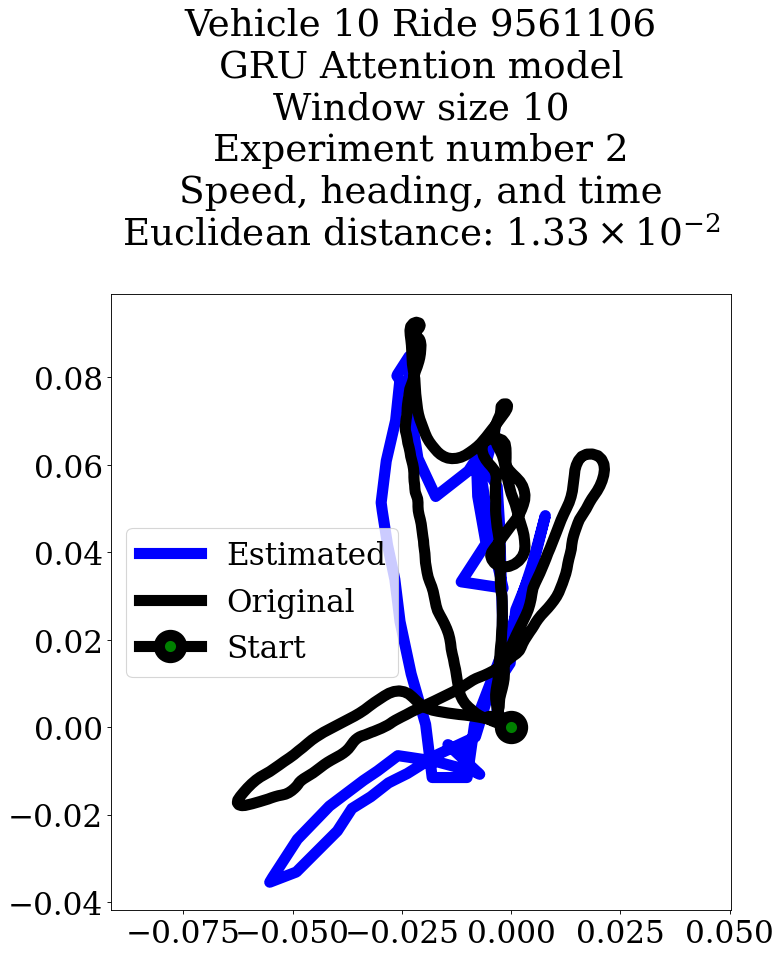 Vehicle 10 Ride 9561106
GRU Attention model
Window size 10
Experiment number 2
Speed, heading, and time
Euclidean distance: 1.33 × 10⁻²
0.08
0.06
0.04
0.02
0.00
−0.02
−0.04
Estimated
Original
Start
−0.075 −0.050 −0.025 0.000 0.025 0.050